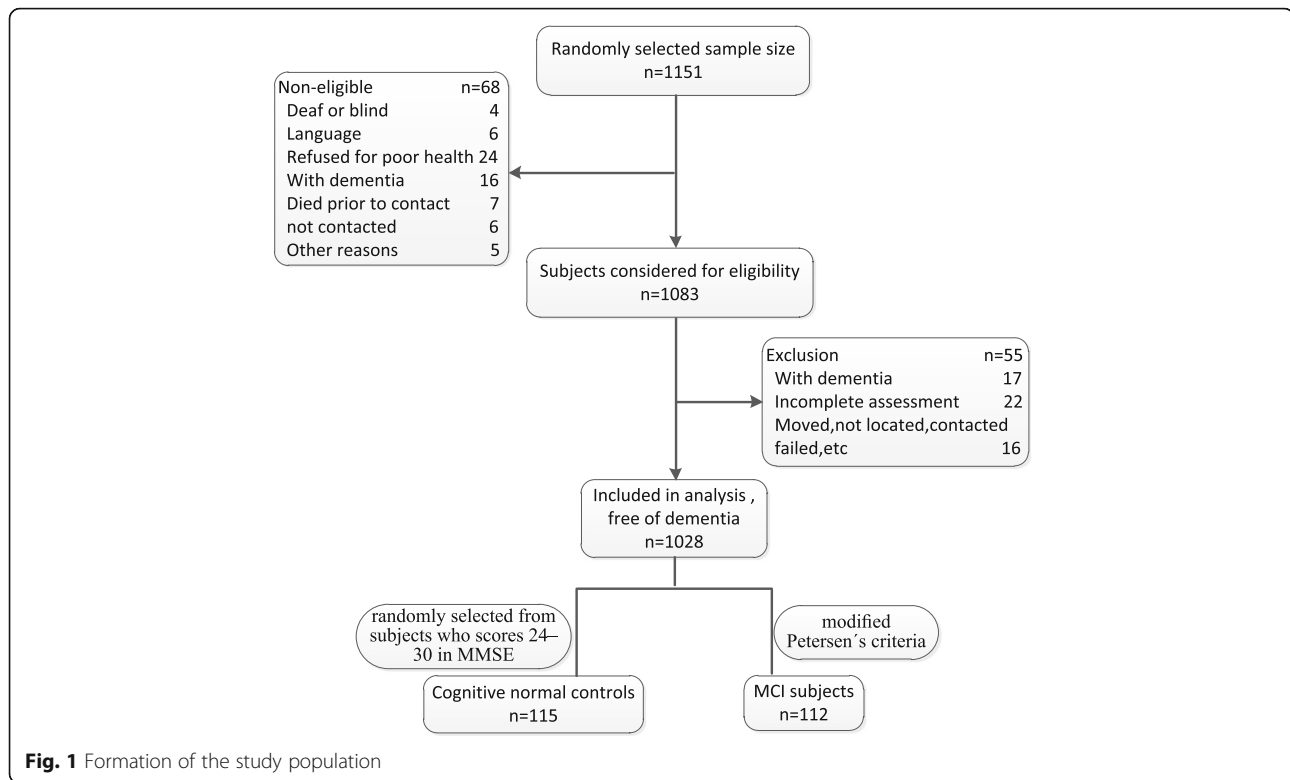 Randomly selected sample size
n=1151
Non-eligible n=68
Deaf or blind 4
Language 6
Refused for poor health 24
With dementia 16
Died prior to contact 7
not contacted 6
Other reasons 5
Subjects considered for eligibility
n=1083
Exclusion n=55
With dementia 17
Incomplete assessment 22
Moved,not located,contacted
failed,etc 16
Included in analysis ,
free of dementia
n=1028
randomly selected from
subjects who scores 24–
30 in MMSE
modified
Petersen´s criteria
Cognitive normal controls
n=115
MCI subjects
n=112
Fig. 1 Formation of the study population